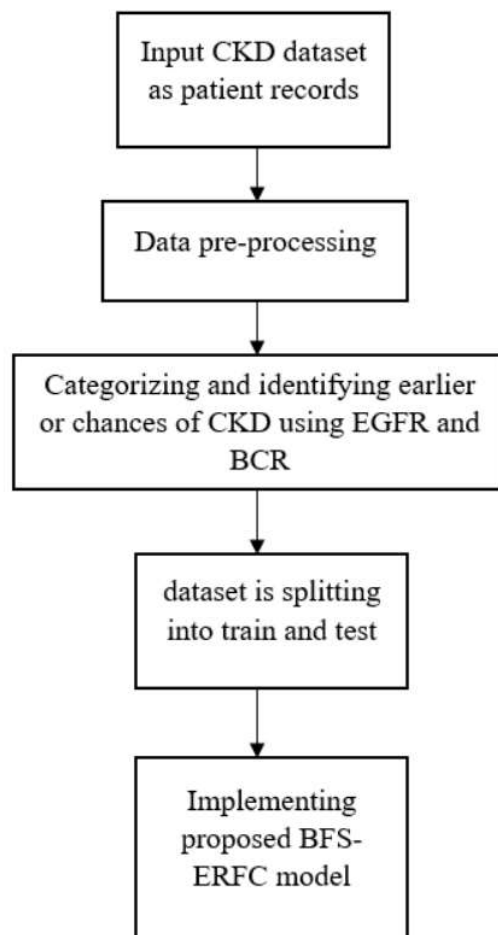 Input CKD dataset
as patient records
Data pre-processing
Categorizing and identifying earlier
or chances of CKD using EGFR and
BCR
dataset is splitting
into train and test
Implementing
proposed BFS-
ERFC model